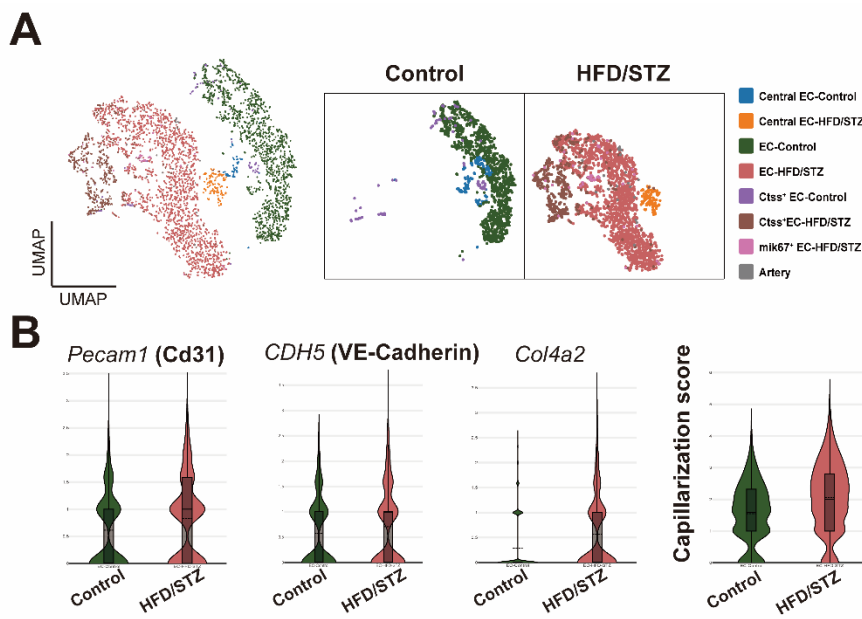 A
Control
HFD/STZ
UMAP
UMAP
Central EC-Control
Central EC-HFD/STZ
EC-Control
EC-HFD/STZ
Ctss⁺ EC-Control
Ctss⁺EC-HFD/STZ
mik67⁺ EC-HFD/STZ
Artery
B
Pecam1 (Cd31)
CDH5 (VE-Cadherin)
Col4a2
Capillarization score
Control
HFD/STZ
Control
HFD/STZ
Control
HFD/STZ
Control
HFD/STZ